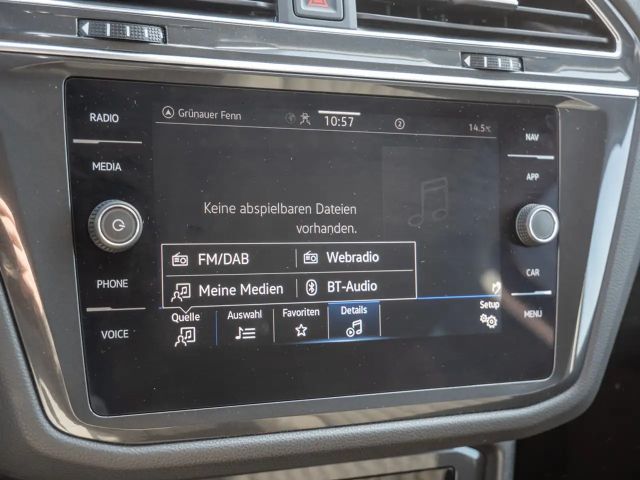 RADIO
MEDIA
PHONE
VOICE
Grünauer Fenn
10:57
2
14.5°C
Keine abspielbaren Dateien
vorhanden.
FM/DAB
Webradio
Meine Medien
BT-Audio
Quelle
Auswahl
Favoriten
Details
Setup
NAV
APP
CAR
MENU